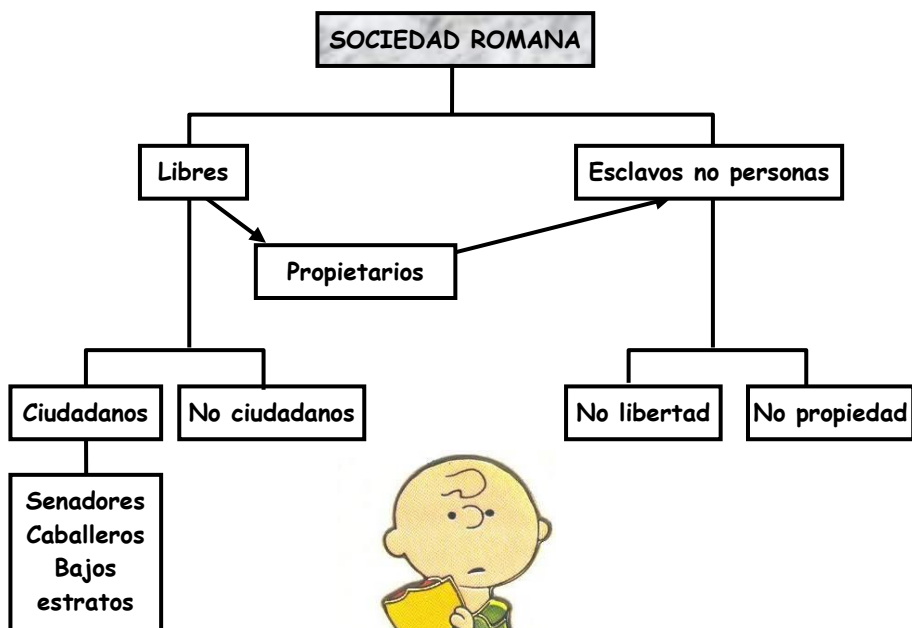 SOCIEDAD ROMANA
Libres
Esclavos no personas
Propietarios
Ciudadanos
No ciudadanos
No libertad
No propiedad
Senadores
Caballeros
Bajos
estratos